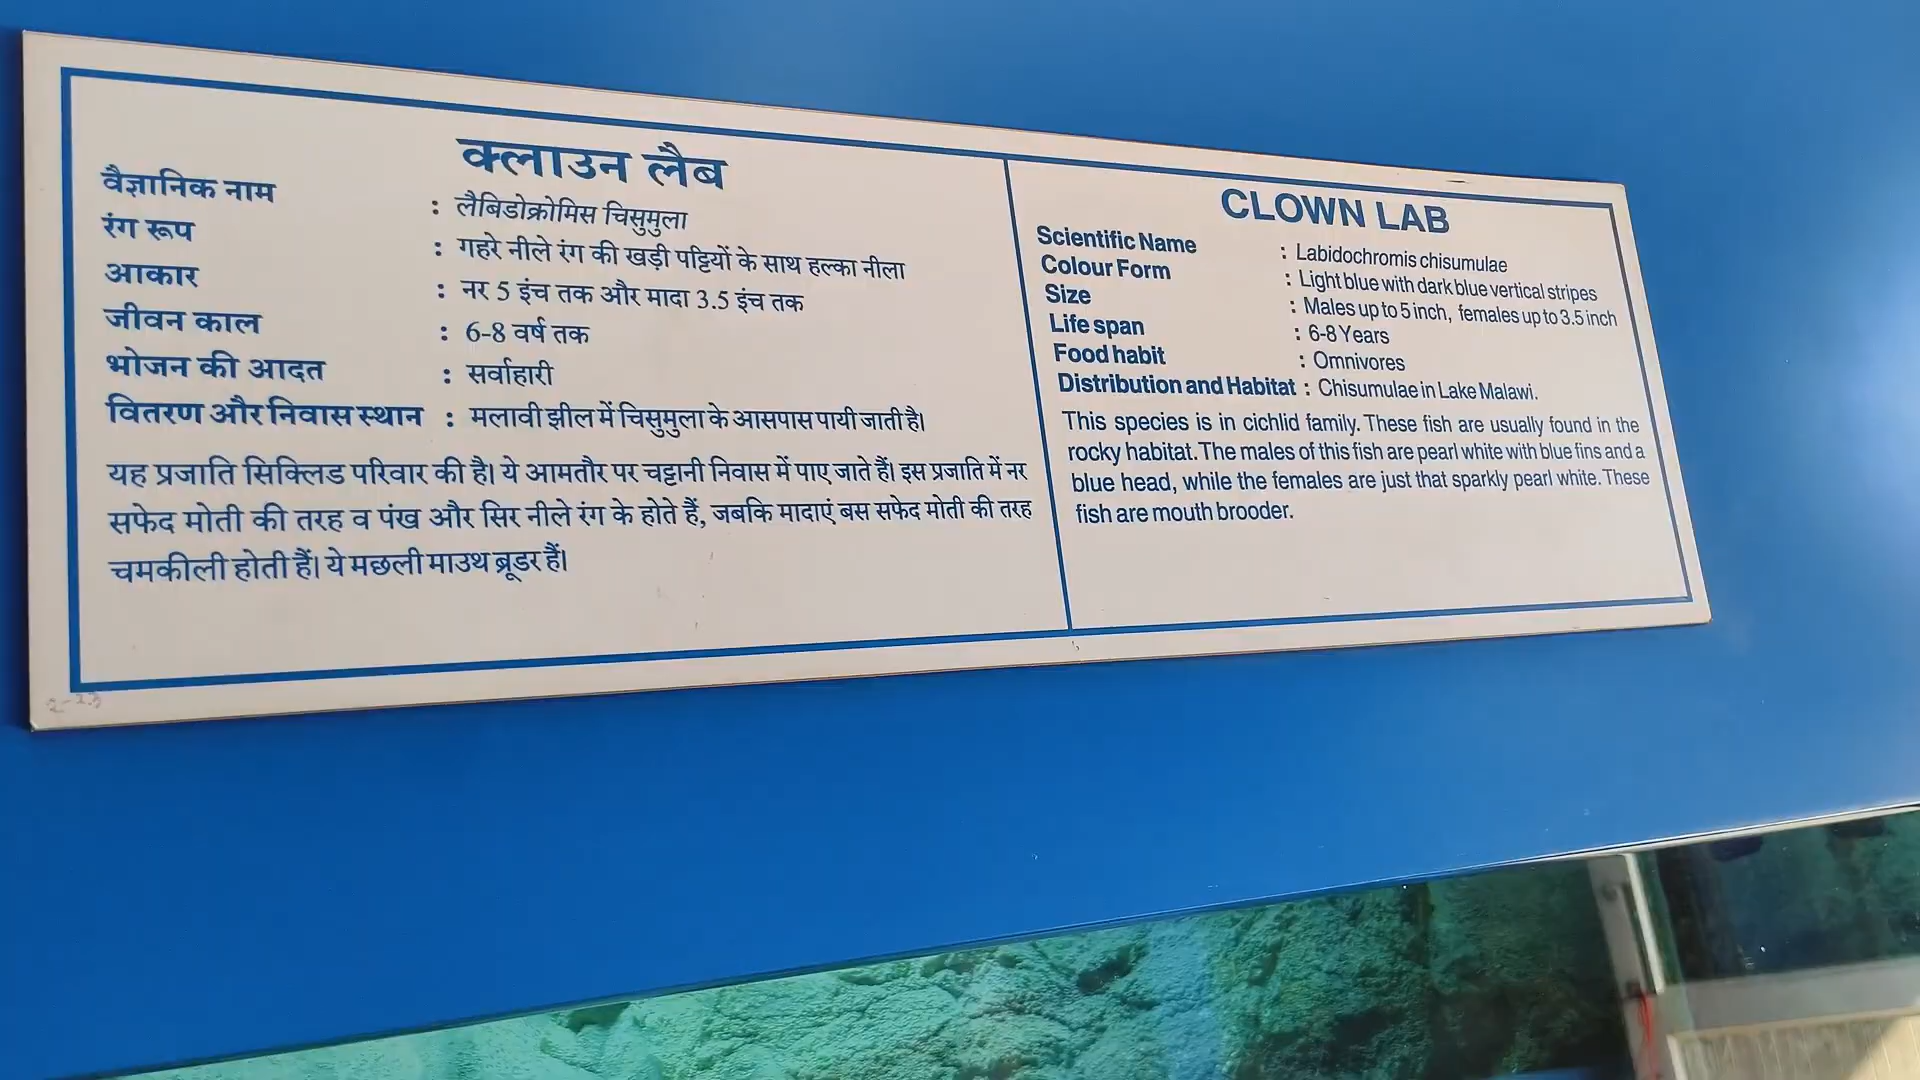 क्लाउन लैब
वैज्ञानिक नाम : लैबिडोक्रोमिस चिसुमुला
रंग रूप : गहरे नीले रंग की खड़ी पट्टियों के साथ हल्का नीला
आकार : नर 5 इंच तक और मादा 3.5 इंच तक
जीवन काल : 6-8 वर्ष तक
भोजन की आदत : सर्वाहारी
वितरण और निवास स्थान : मलावी झील में चिसुमुला के आसपास पायी जाती है।
यह प्रजाति सिक्लिड परिवार की है। ये आमतौर पर चट्टानी निवास में पाए जाते हैं। इस प्रजाति में नर
सफेद मोती की तरह व पंख और सिर नीले रंग के होते हैं, जबकि मादाएं बस सफेद मोती की तरह
चमकीली होती हैं। ये मछली माउथ ब्रूडर हैं।
CLOWN LAB
Scientific Name : Labidochromis chisumulae
Colour Form : Light blue with dark blue vertical stripes
Size : Males up to 5 inch, females up to 3.5 inch
Life span : 6-8 Years
Food habit : Omnivores
Distribution and Habitat : Chisumulae in Lake Malawi.
This species is in cichlid family. These fish are usually found in the
rocky habitat. The males of this fish are pearl white with blue fins and a
blue head, while the females are just that sparkly pearl white. These
fish are mouth brooder.